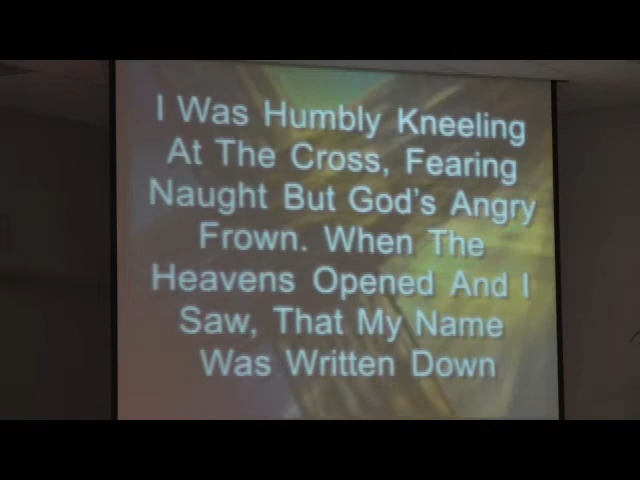 I Was Humbly Kneeling
At The Cross, Fearing
Naught But God's Angry
Frown. When The
Heavens Opened And I
Saw, That My Name
Was Written Down